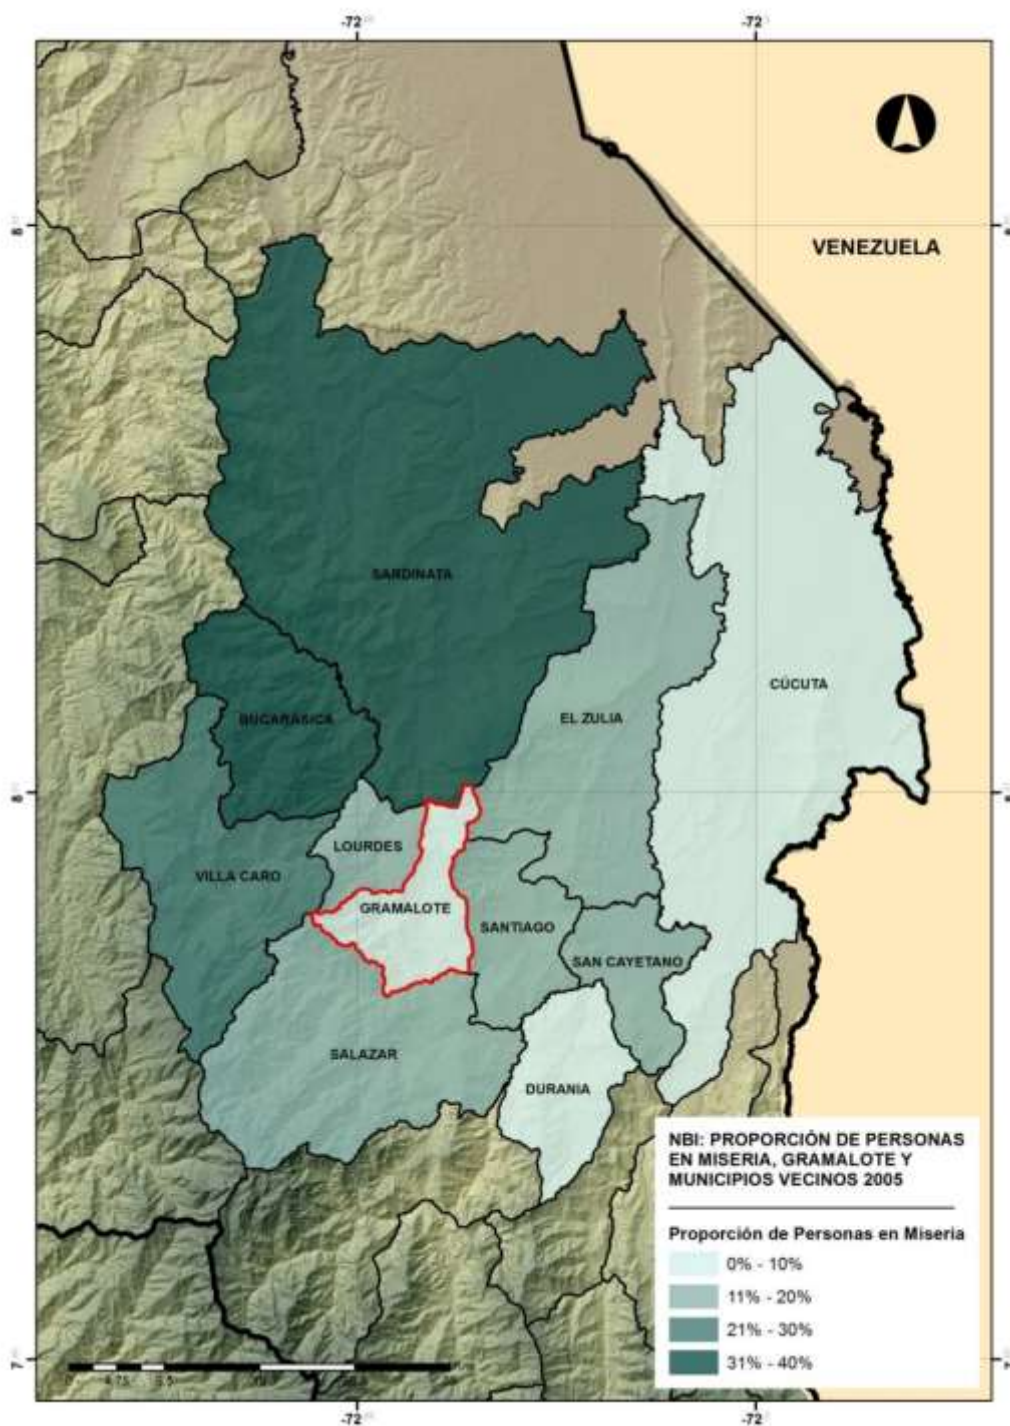 -72
-72
VENEZUELA
SARDINATA
CÚCUTA
BUCARASICA
EL ZULIA
LOURDES
VILLA CARO
GRAMALOTE
SANTIAGO
SAN CAYETANO
SALAZAR
DURANIA
NBI: PROPORCIÓN DE PERSONAS
EN MISERIA, GRAMALOTE Y
MUNICIPIOS VECINOS 2005
Proporción de Personas en Miseria
0% - 10%
11% - 20%
21% - 30%
31% - 40%
-72
-72